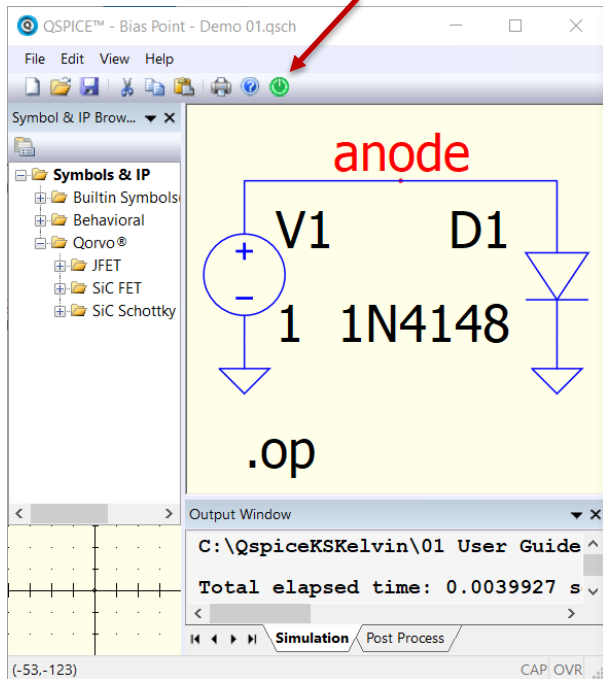 QSPICE™ - Bias Point - Demo 01.qsch
File Edit View Help
Symbol & IP Brow...
Symbols & IP
Builtin Symbols
Behavioral
Qorvo®
JFET
SiC FET
SiC Schottky
anode
V1
D1
1
1N4148
.op
Output Window
C:\QspiceKSKelvin\01 User Guide
Total elapsed time: 0.0039927 s
Simulation
Post Process
(-53,-123)
CAP OVR